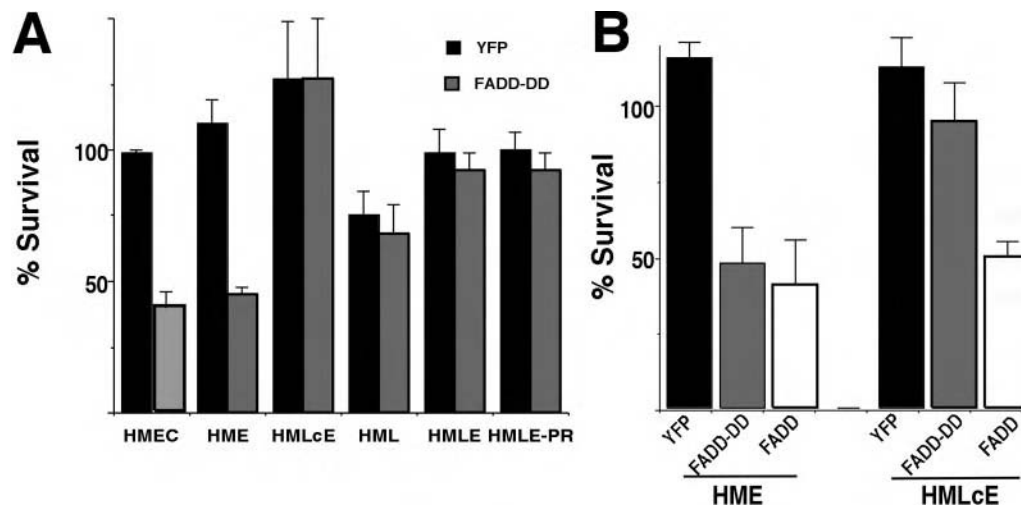 A
YFP
FADD-DD
% Survival
100
50
HMEC HME HMLcE HML HMLE HMLE-PR
B
% Survival
100
50
YFP FADD-DD FADD YFP FADD-DD FADD
HME HMLcE